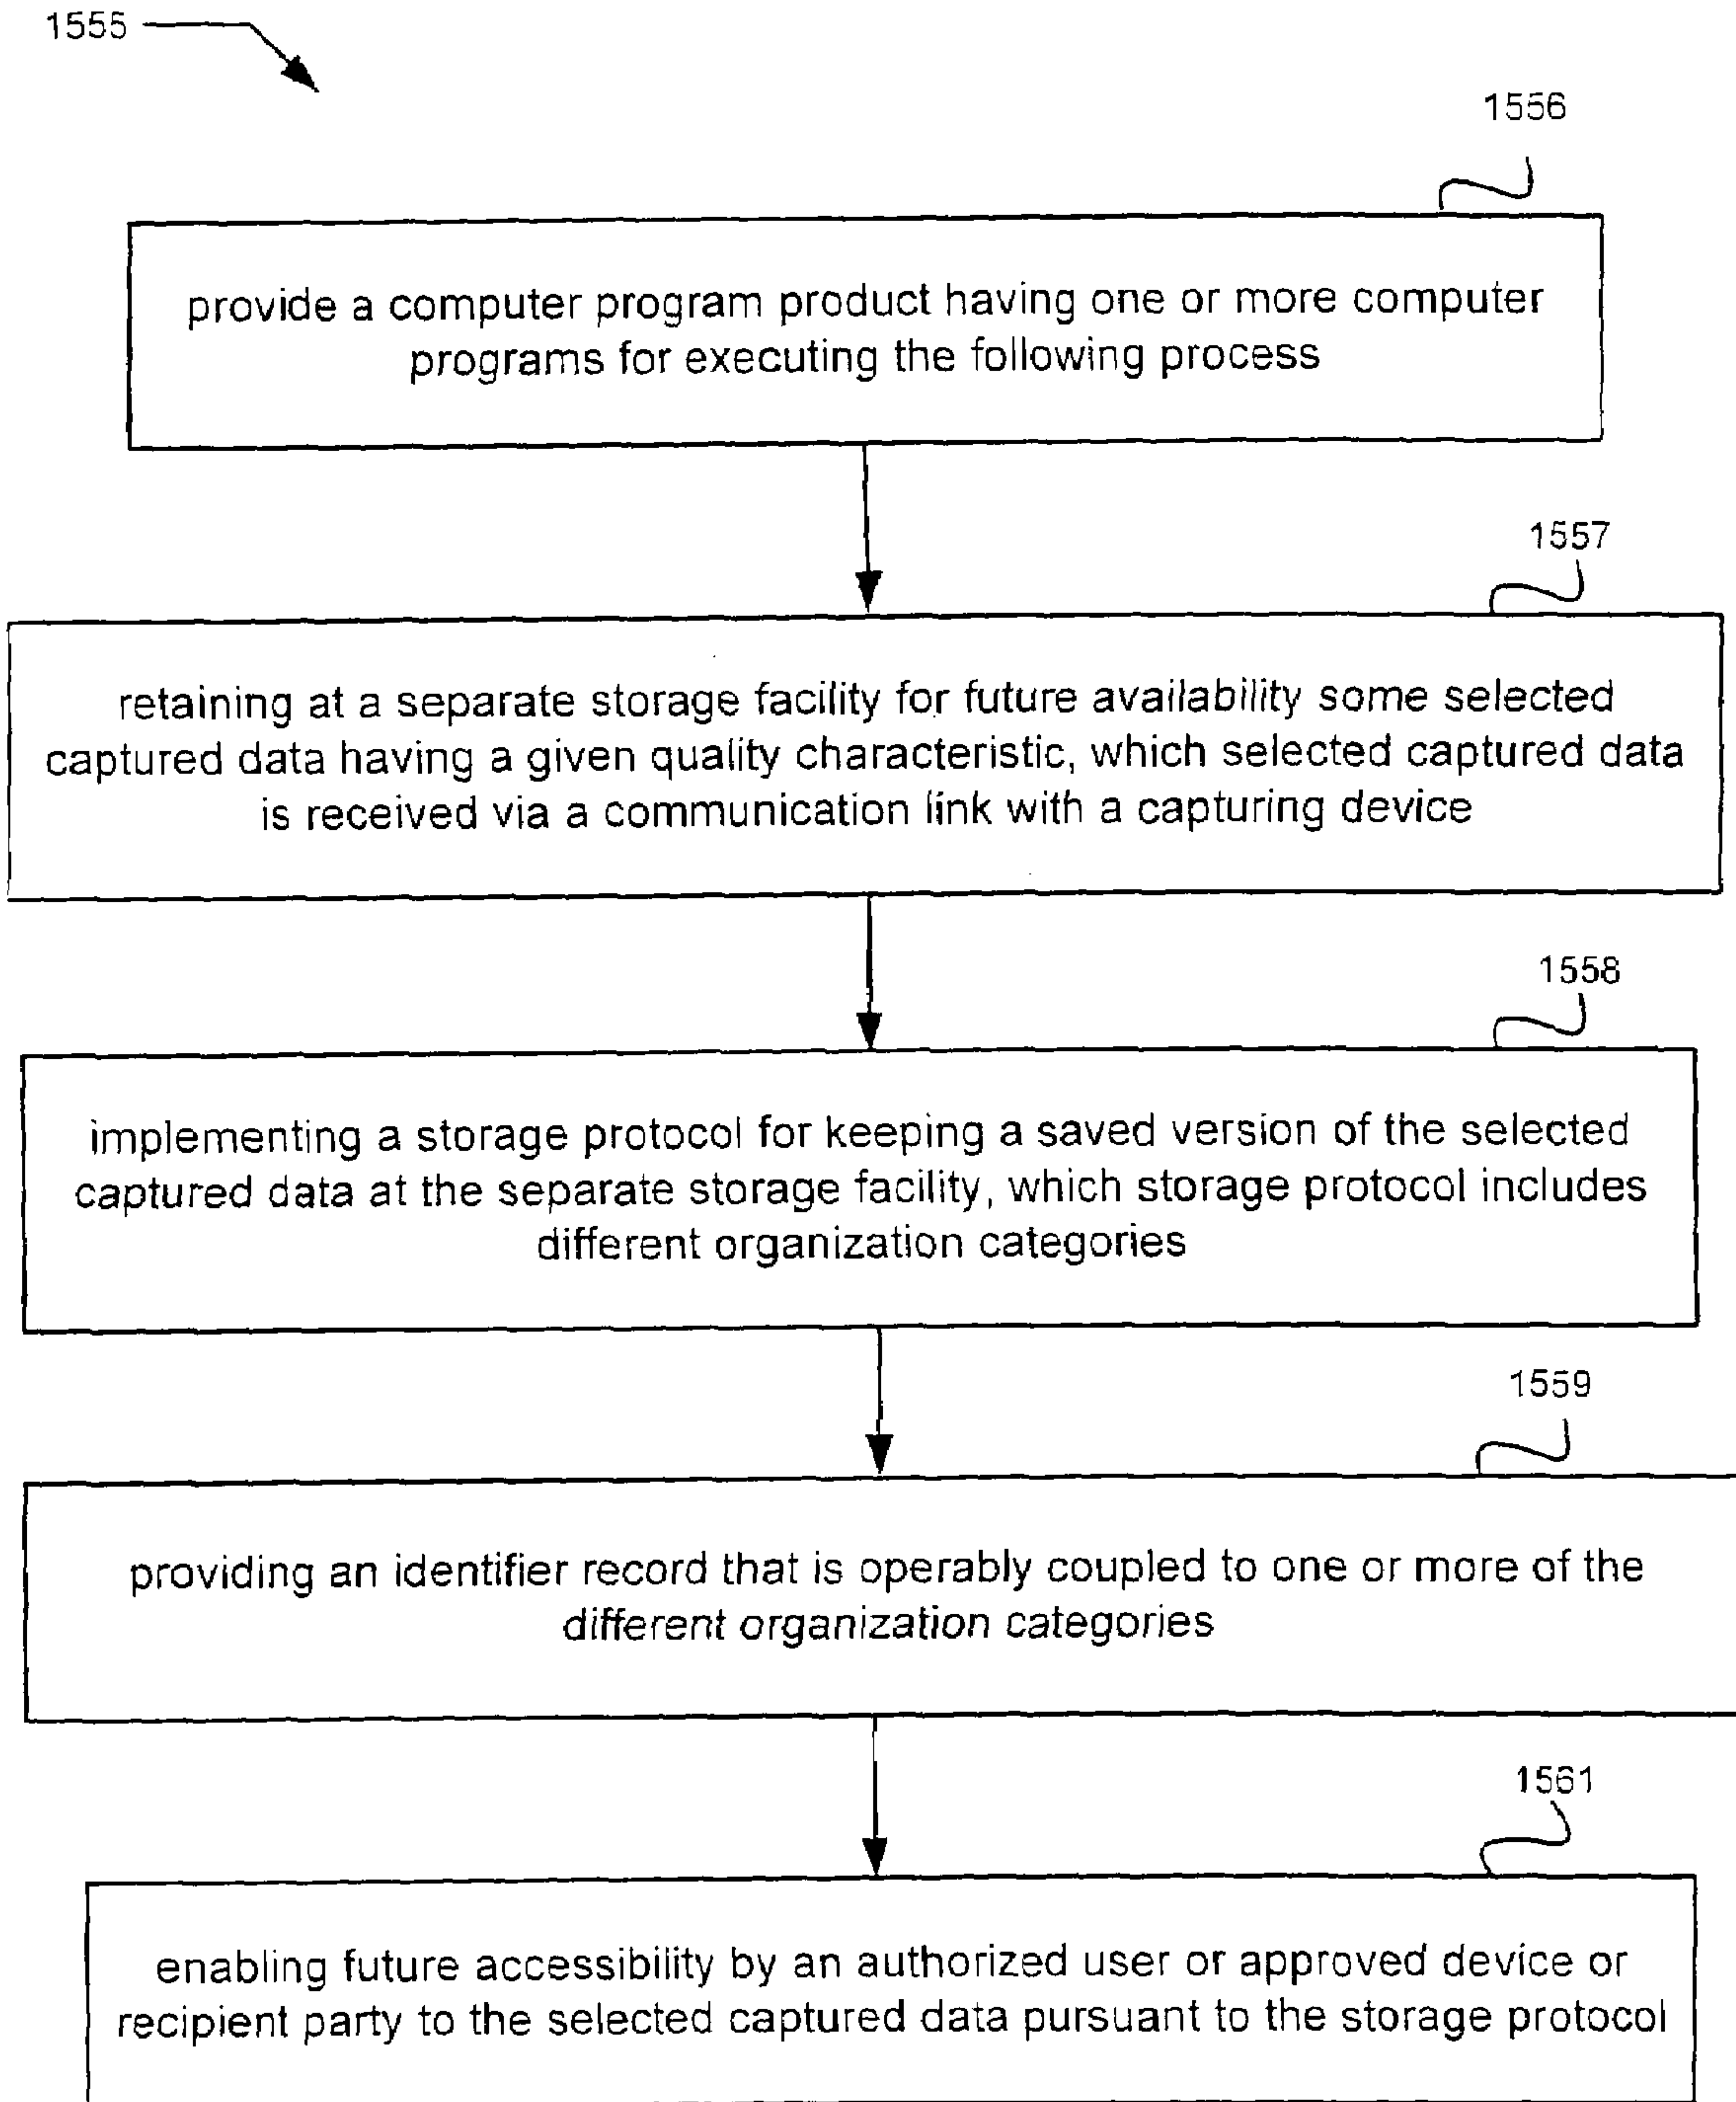 1555
1556
provide a computer program product having one or more computer
programs for executing the following process
1557
retaining at a separate storage facility for future availability some selected
captured data having a given quality characteristic, which selected captured data
is received via a communication link with a capturing device
1558
implementing a storage protocol for keeping a saved version of the selected
captured data at the separate storage facility, which storage protocol includes
different organization categories
1559
providing an identifier record that is operably coupled to one or more of the
different organization categories
1561
enabling future accessibility by an authorized user or approved device or
recipient party to the selected captured data pursuant to the storage protocol